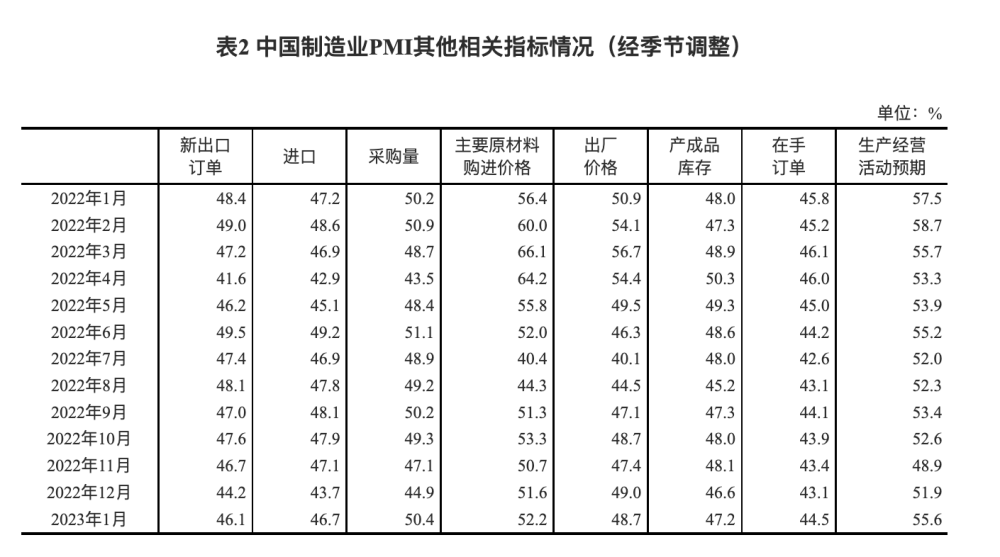 表2 中国制造业PMI其他相关指标情况（经季节调整）
单位：%
新出口订单 进口 采购量 主要原材料购进价格 出厂价格 产成品库存 在手订单 生产经营活动预期
2022年1月 48.4 47.2 50.2 56.4 50.9 48.0 45.8 57.5
2022年2月 49.0 48.6 50.9 60.0 54.1 47.3 45.2 58.7
2022年3月 47.2 46.9 48.7 66.1 56.7 48.9 46.1 55.7
2022年4月 41.6 42.9 43.5 64.2 54.4 50.3 46.0 53.3
2022年5月 46.2 45.1 48.4 55.8 49.5 49.3 45.0 53.9
2022年6月 49.5 49.2 51.1 52.0 46.3 48.6 44.2 55.2
2022年7月 47.4 46.9 48.9 40.4 40.1 48.0 42.6 52.0
2022年8月 48.1 47.8 49.2 44.3 44.5 45.2 43.1 52.3
2022年9月 47.0 48.1 50.2 51.3 47.1 47.3 44.1 53.4
2022年10月 47.6 47.9 49.3 53.3 48.7 48.0 43.9 52.6
2022年11月 46.7 47.1 47.1 50.7 47.4 48.1 43.4 48.9
2022年12月 44.2 43.7 44.9 51.6 49.0 46.6 43.1 51.9
2023年1月 46.1 46.7 50.4 52.2 48.7 47.2 44.5 55.6